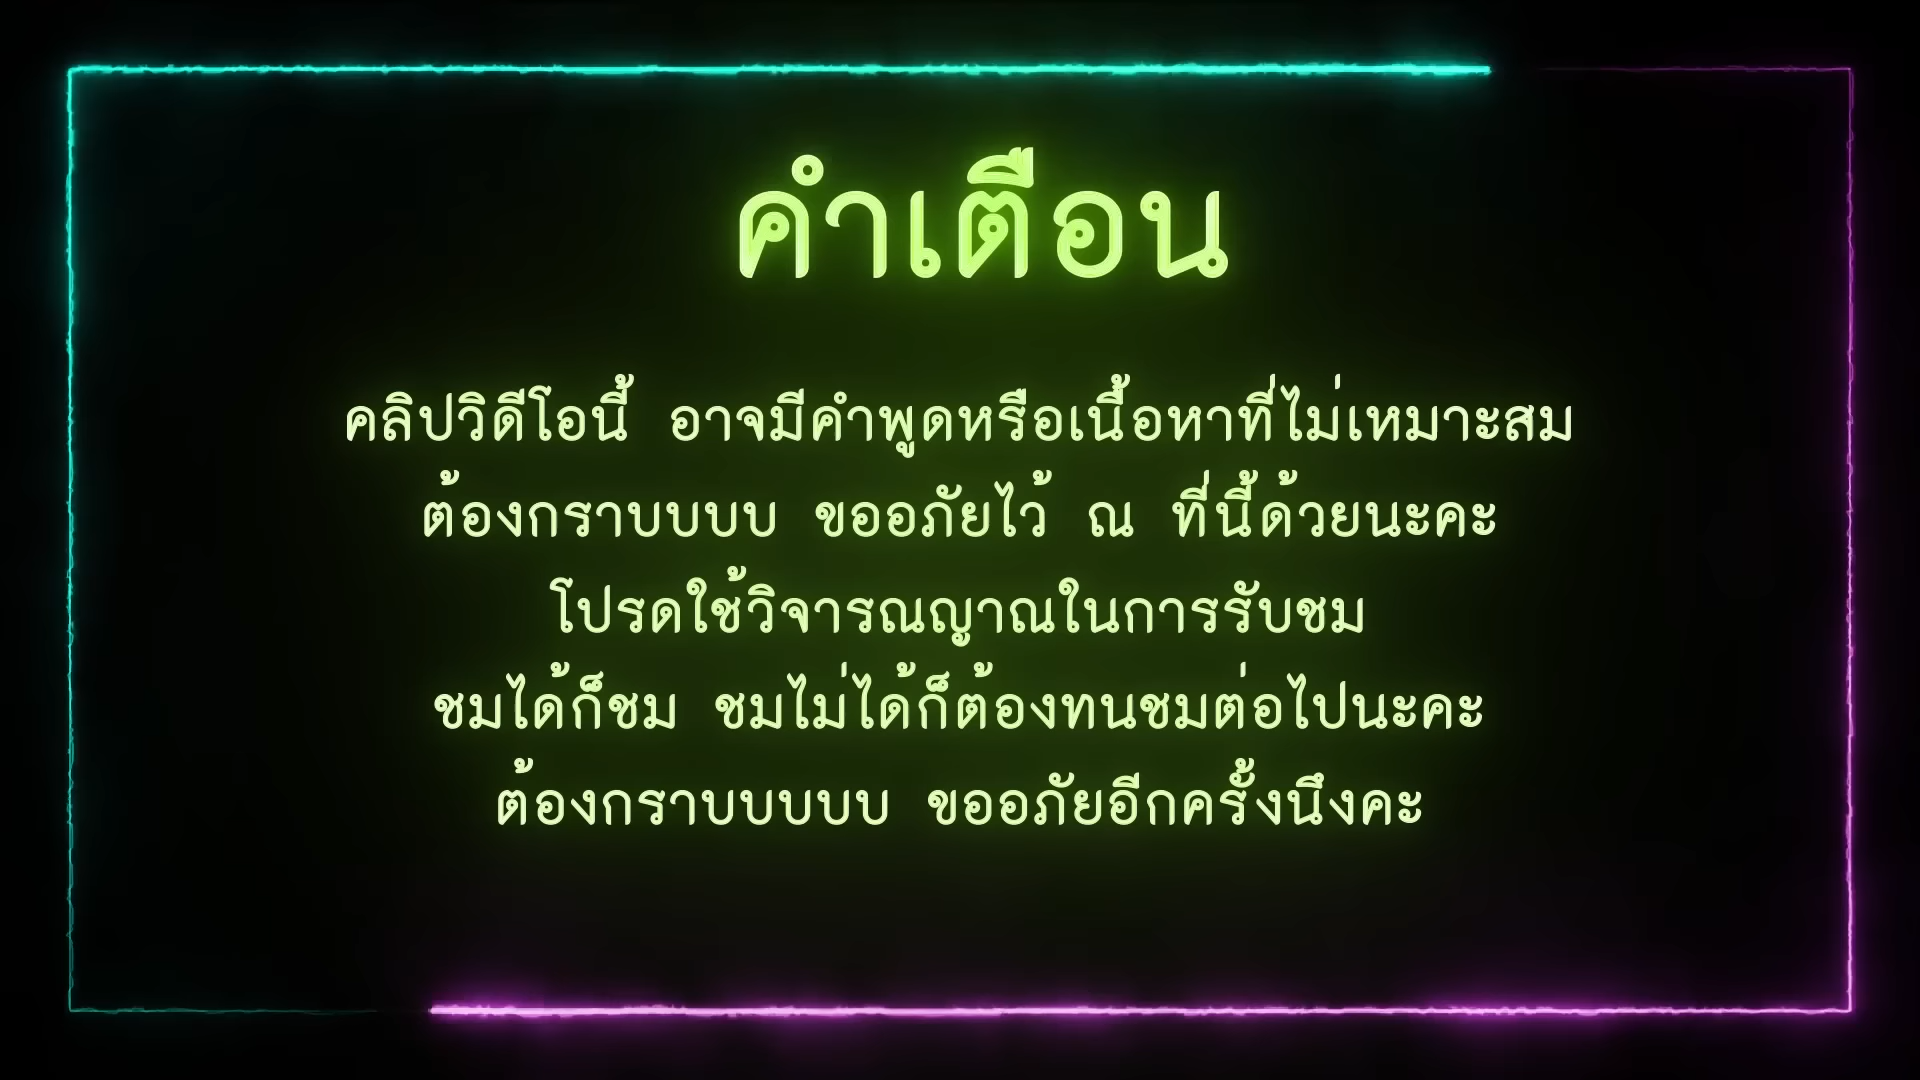 คำเตือน
คลิปวิดีโอนี้ อาจมีคำพูดหรือเนื้อหาที่ไม่เหมาะสม
ต้องกราบบบบ ขออภัยไว้ ณ ที่นี้ด้วยนะคะ
โปรดใช้วิจารณญาณในการรับชม
ชมได้ก็ชม ชมไม่ได้ก็ต้องทนชมต่อไปนะคะ
ต้องกราบบบบบ ขออภัยอีกครั้งนึงคะ